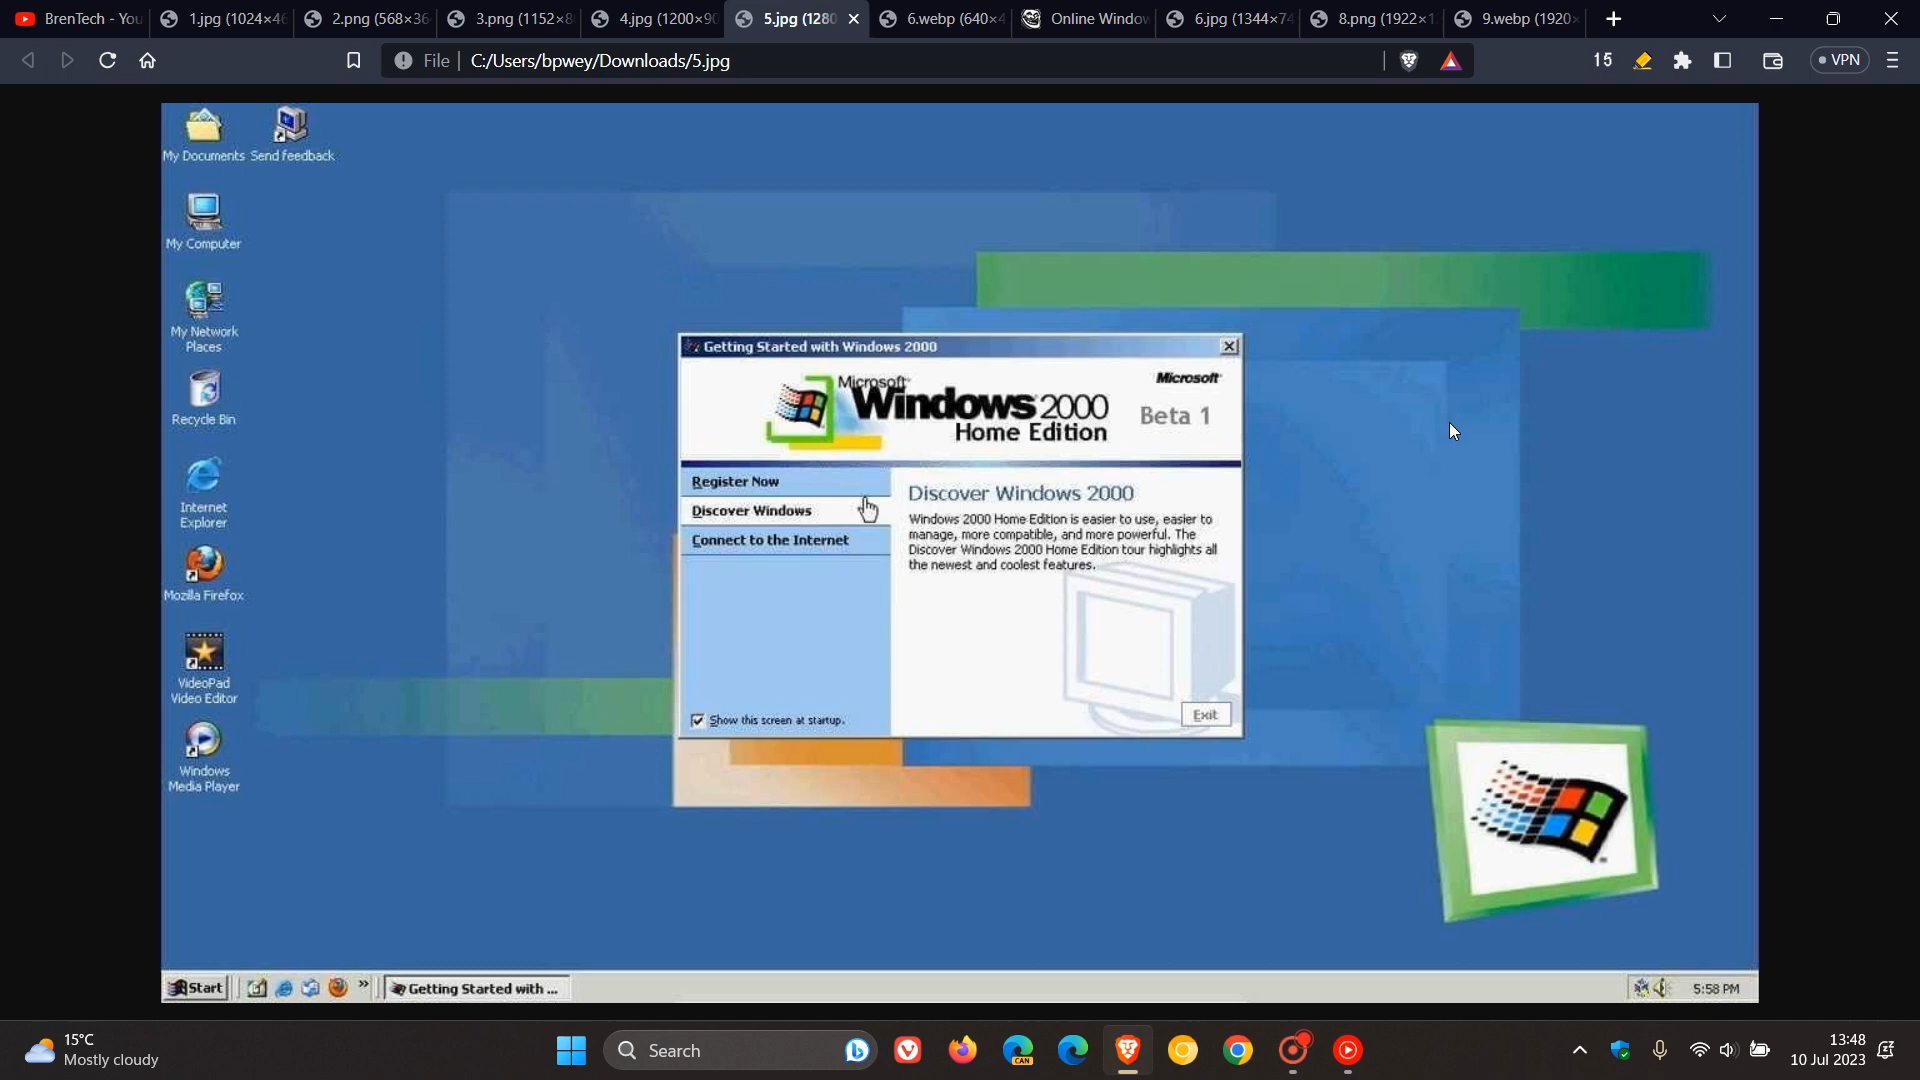 BrenTech - You
1.jpg (1024×46
2.png (568×36
3.png (1152×8
4.jpg (1200×90
5.jpg (1280
6.webp (640×4
Online Window
6.jpg (1344×74
8.png (1922×1
9.webp (1920×
File
C:/Users/bpwey/Downloads/5.jpg
15
VPN
My Documents
Send feedback
My Computer
My Network
Places
Recycle Bin
Internet
Explorer
Mozilla Firefox
VideoPad
Video Editor
Windows
Media Player
Getting Started with Windows 2000
Microsoft
Windows 2000
Home Edition
Microsoft
Beta 1
Register Now
Discover Windows
Connect to the Internet
Show this screen at startup.
Discover Windows 2000
Windows 2000 Home Edition is easier to use, easier to
manage, more compatible, and more powerful. The
Discover Windows 2000 Home Edition tour highlights all
the newest and coolest features.
Exit
Start
Getting Started with ...
5:58 PM
15°C
Mostly cloudy
Search
CAN
13:48
10 Jul 2023